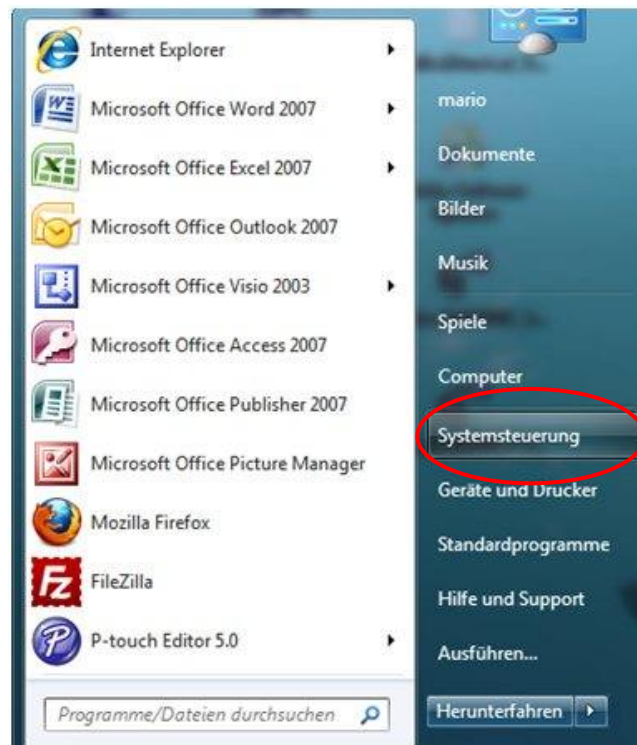 Internet Explorer
Microsoft Office Word 2007
Microsoft Office Excel 2007
Microsoft Office Outlook 2007
Microsoft Office Visio 2003
Microsoft Office Access 2007
Microsoft Office Publisher 2007
Microsoft Office Picture Manager
Mozilla Firefox
FileZilla
P-touch Editor 5.0
Programme/Dateien durchsuchen
mario
Dokumente
Bilder
Musik
Spiele
Computer
Systemsteuerung
Geräte und Drucker
Standardprogramme
Hilfe und Support
Ausführen...
Herunterfahren